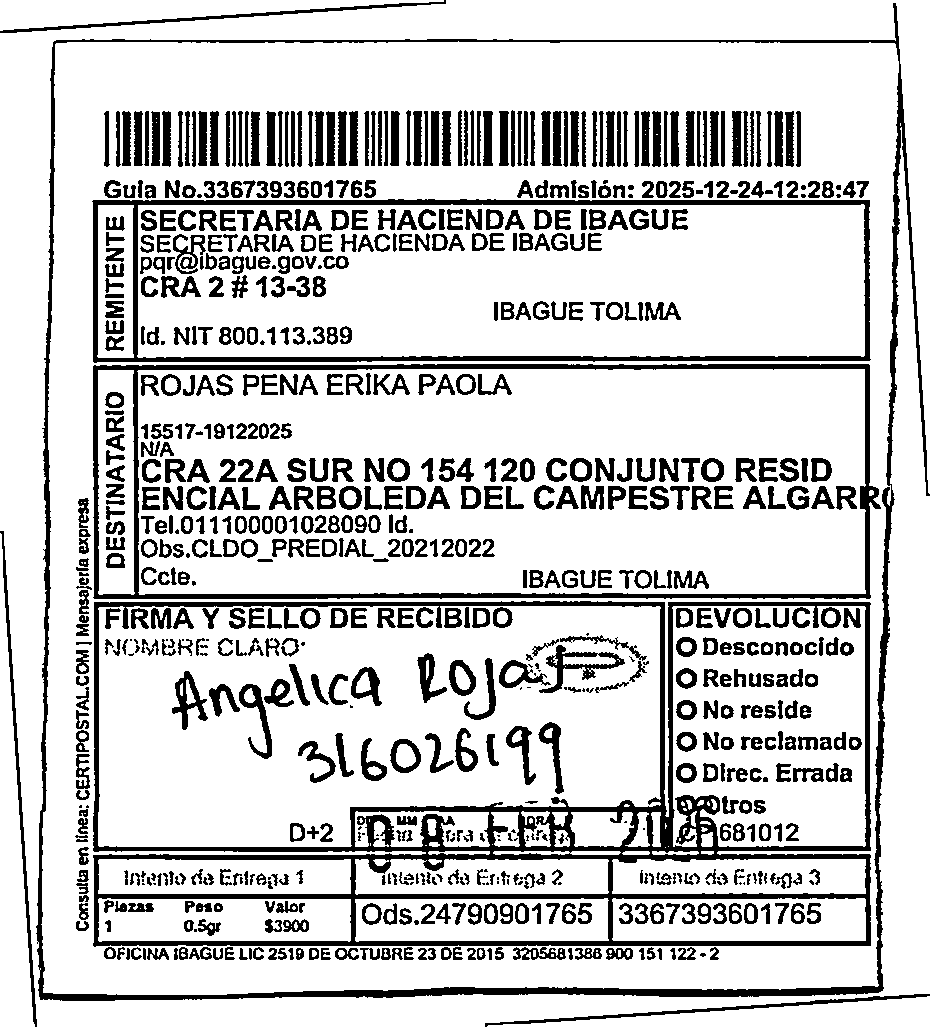 Guia No.3367393601765 Admisión: 2025-12-24-12:28:47
REMITENTE
SECRETARIA DE HACIENDA DE IBAGUE
SECRETARIA DE HACIENDA DE IBAGUE
pqr@ibague.gov.co
CRA 2 # 13-38
IBAGUE TOLIMA
Id. NIT 800.113.389
DESTINATARIO
ROJAS PENA ERIKA PAOLA
15517-19122025
N/A
CRA 22A SUR NO 154 120 CONJUNTO RESID
ENCIAL ARBOLEDA DEL CAMPESTRE ALGARRO
Tel.011100001028090 Id.
Obs.CLDO_PREDIAL_20212022
Ccte. IBAGUE TOLIMA
Consulta en línea: CERTIPOSTAL.COM | Mensajería expresa
FIRMA Y SELLO DE RECIBIDO
NOMBRE CLARO:
Angelica Rojas
316026199
D+2
08 FEB
DEVOLUCION
Desconocido
Rehusado
No reside
No reclamado
Direc. Errada
Otros
CP 681012
Intento de Entrega 1 Intento de Entrega 2 Intento de Entrega 3
Piezas Peso Valor
1 0.5gr $3900
Ods.24790901765 3367393601765
OFICINA IBAGUE LIC 2519 DE OCTUBRE 23 DE 2015 3205681386 900 151 122 - 2